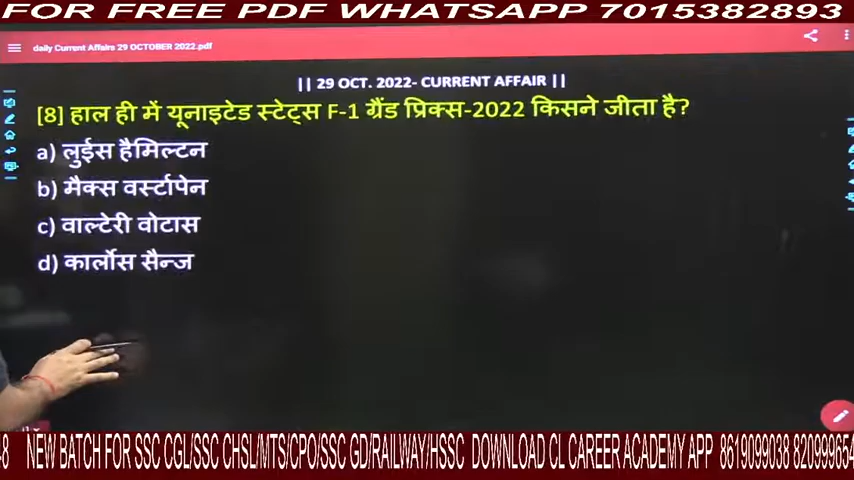 FOR FREE PDF WHATSAPP 7015382893
daily Current Affairs 29 OCTOBER 2022.pdf
|| 29 OCT. 2022- CURRENT AFFAIR ||
[8] हाल ही में यूनाइटेड स्टेट्स F-1 ग्रैंड प्रिक्स-2022 किसने जीता है?
a) लुईस हैमिल्टन
b) मैक्स वर्स्टापेन
c) वाल्टेरी वोटास
d) कार्लोस सैन्ज
8 NEW BATCH FOR SSC CGL/SSC CHSL/MTS/CPO/SSC GD/RAILWAY/HSSC DOWNLOAD CL CAREER ACADEMY APP 8619099038 820999654